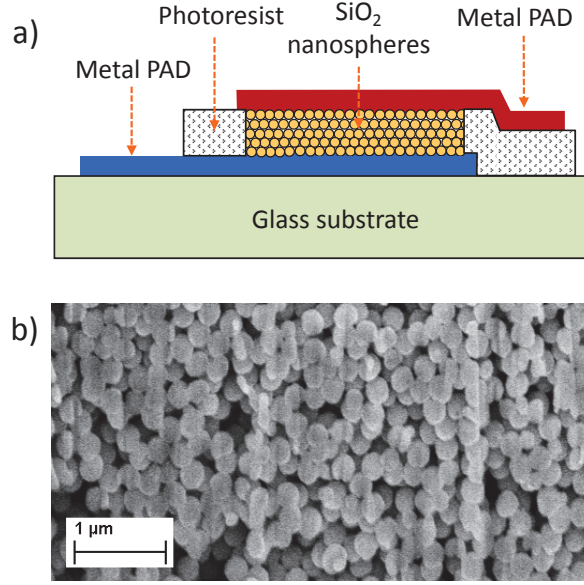 a)
Photoresist
SiO2
nanospheres
Metal PAD
Metal PAD
Glass substrate
b)
1 μm